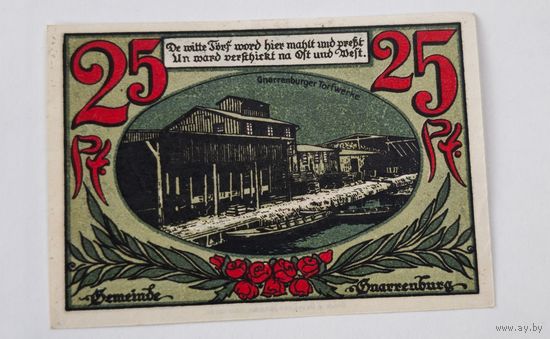 De witte Törf word hier mahlt und preßt
Un ward verschickt na Ost und West.
25 Pf.
25 Pf.
Gnarrenburger Torfwerke
Gemeinde
Gnarrenburg
www.ay.by